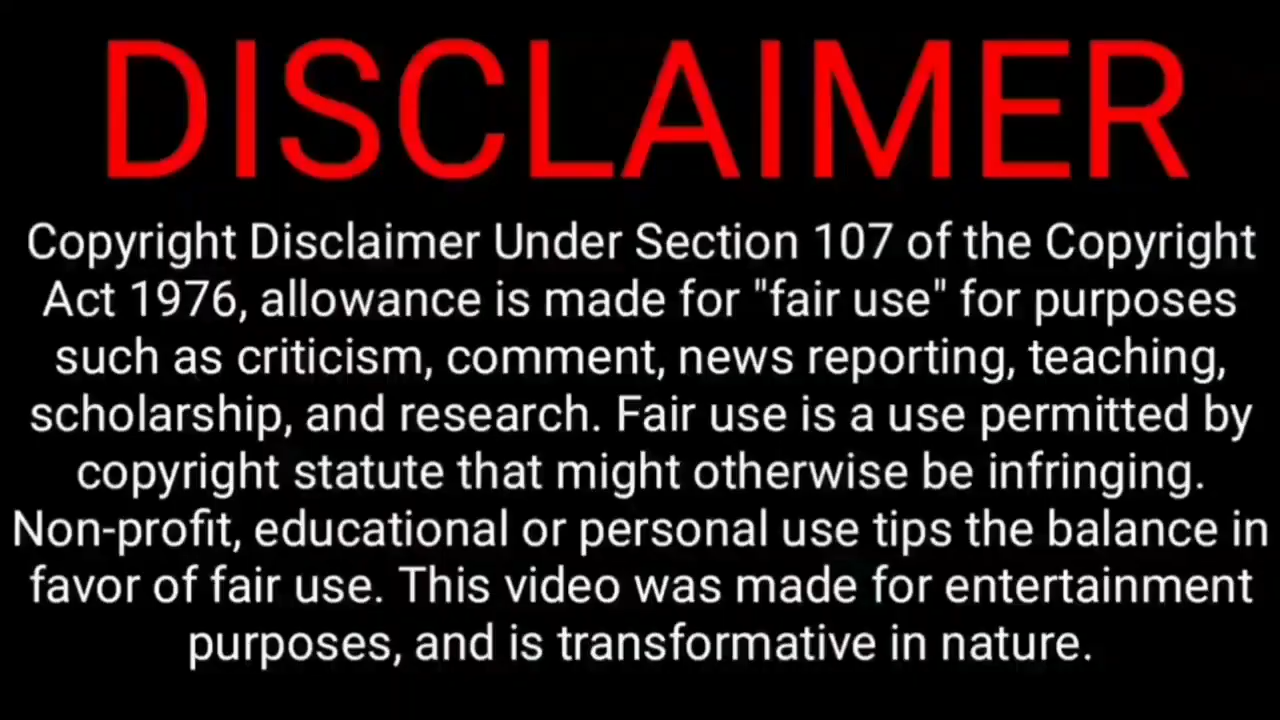 DISCLAIMER
Copyright Disclaimer Under Section 107 of the Copyright
Act 1976, allowance is made for "fair use" for purposes
such as criticism, comment, news reporting, teaching,
scholarship, and research. Fair use is a use permitted by
copyright statute that might otherwise be infringing.
Non-profit, educational or personal use tips the balance in
favor of fair use. This video was made for entertainment
purposes, and is transformative in nature.